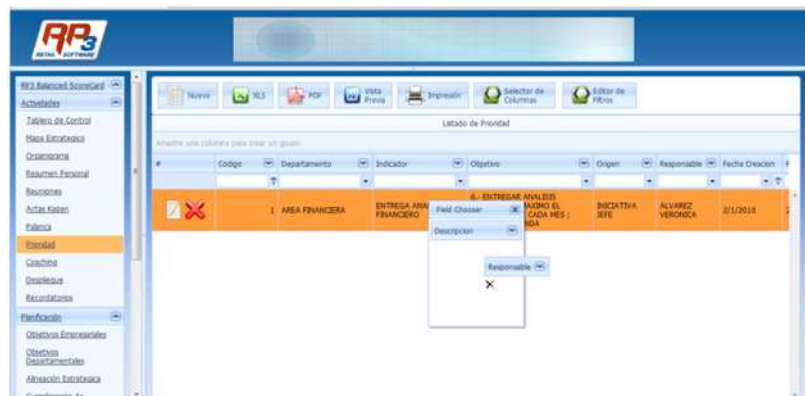 RP3
RETAIL SOFTWARE
RP3 Balanced ScoreCard
Actividades
Tablero de Control
Mapa Estrategico
Organigrama
Resumen Personal
Reuniones
Actas Kaizen
Palanca
Prioridad
Coaching
Despliegue
Recordatorios
Planificación
Objetivos Empresariales
Objetivos
Departamentales
Alineación Estrategica
Cumplimiento de
Nuevo
XLS
PDF
Vista
Previa
Impresión
Selector de
Columnas
Editor de
Filtros
Listado de Prioridad
Arrastre una columna para crear un grupo
# Codigo Departamento Indicador Objetivo Origen Responsable Fecha Creacion F
1 AREA FINANCIERA
ENTREGA ANA
FINANCIERO
6.- ENTREGAR ANALISIS
MAXIMO EL
CADA MES ;
INICIATIVA
JEFE
ALVAREZ
VERONICA
2/1/2010
Field Chooser
Descripcion
Responsable